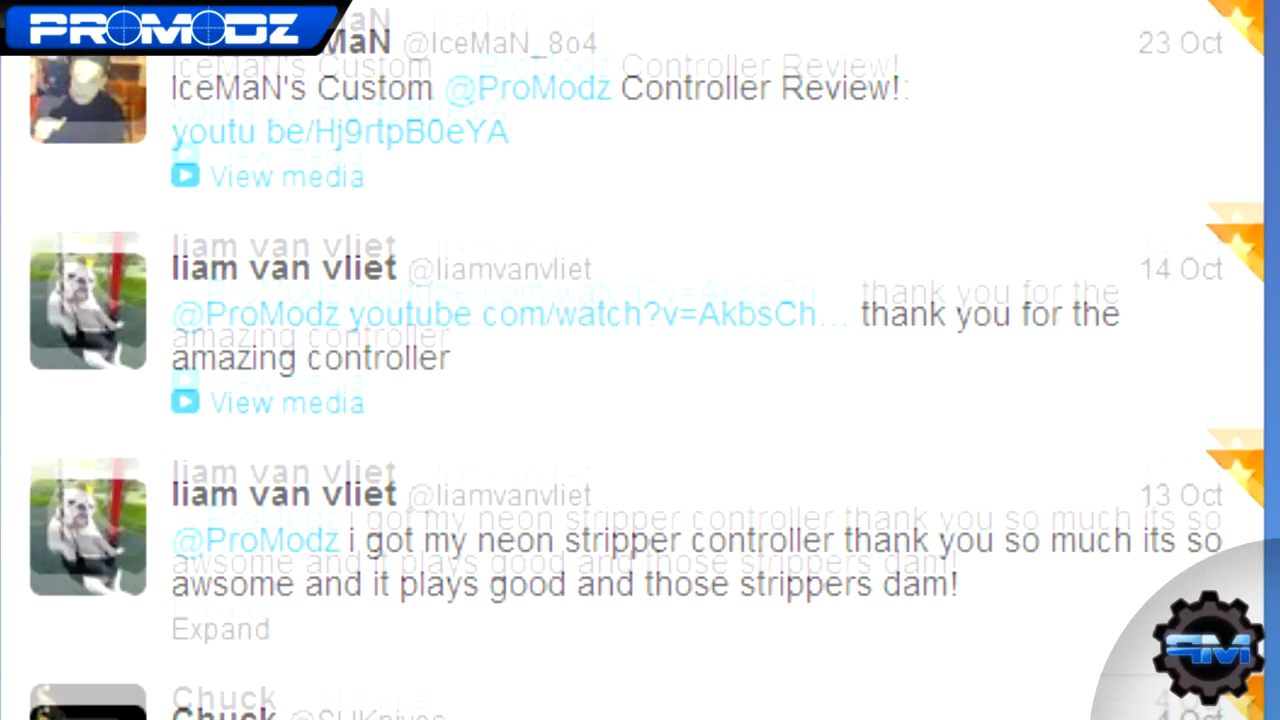 PROMODZ
MaN @IceMaN_8o4 23 Oct
IceMaN's Custom @ProModz Controller Review!:
youtu.be/Hj9rtpB0eYA
View media
liam van vliet @liamvanvliet 14 Oct
@ProModz youtube.com/watch?v=AkbsCh… thank you for the
amazing controller
View media
liam van vliet @liamvanvliet 13 Oct
@ProModz i got my neon stripper controller thank you so much its so
awsome and it plays good and those strippers dam!
Expand
PM
Chuck